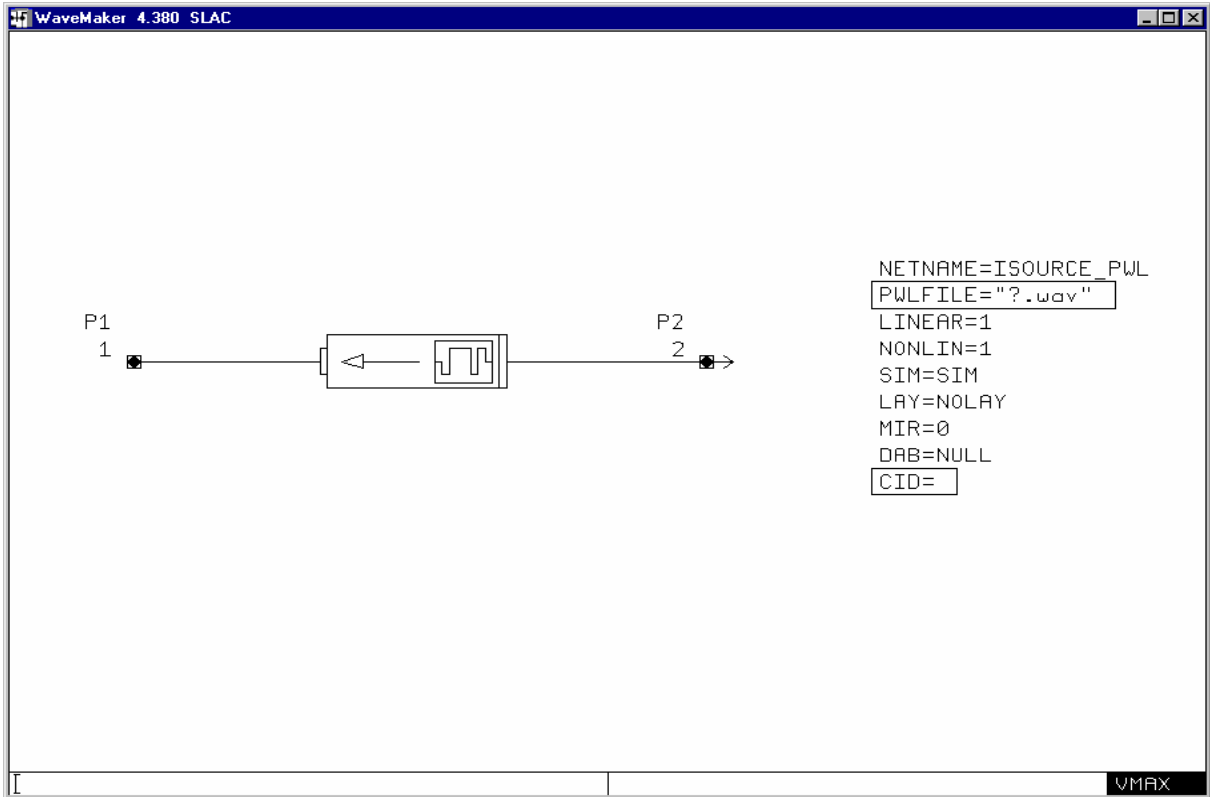 WaveMaker 4.380 SLAC
P1
1
P2
2
NETNAME=ISOURCE_PWL
PWLFILE="?.wav"
LINEAR=1
NONLIN=1
SIM=SIM
LAY=NOLAY
MIR=0
DAB=NULL
CID=
VMAX